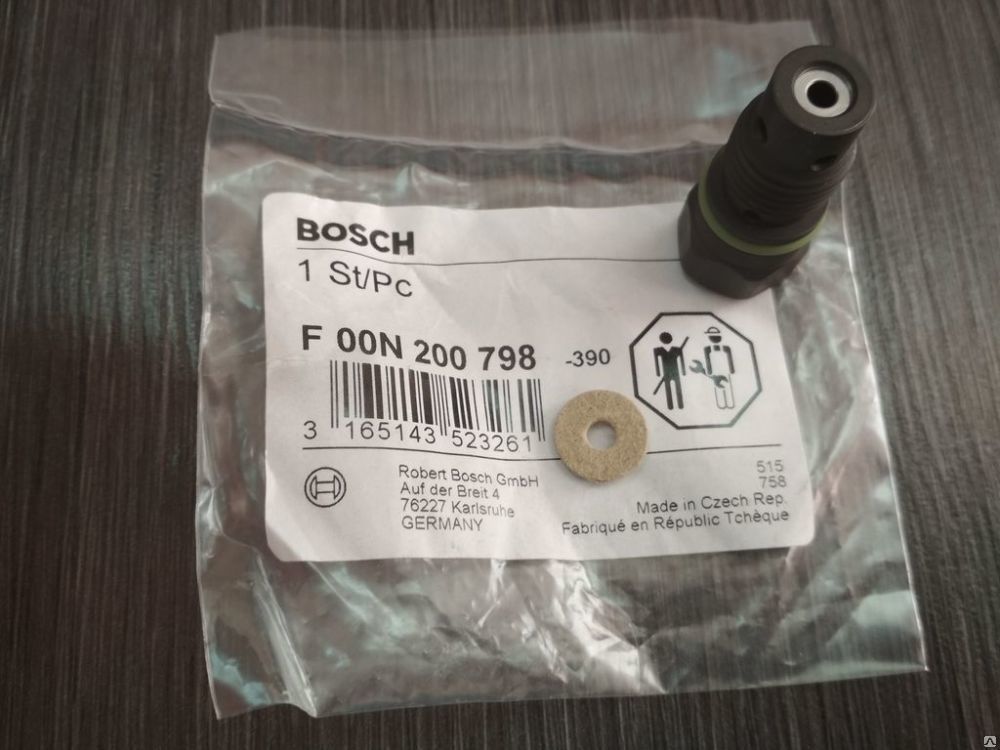 BOSCH
1 St/Pc
F 00N 200 798 -390
3 165143 523261
Robert Bosch GmbH
Auf der Breit 4
76227 Karlsruhe
GERMANY
515
758
Made in Czech Rep.
Fabriqué en Républic Tchèque